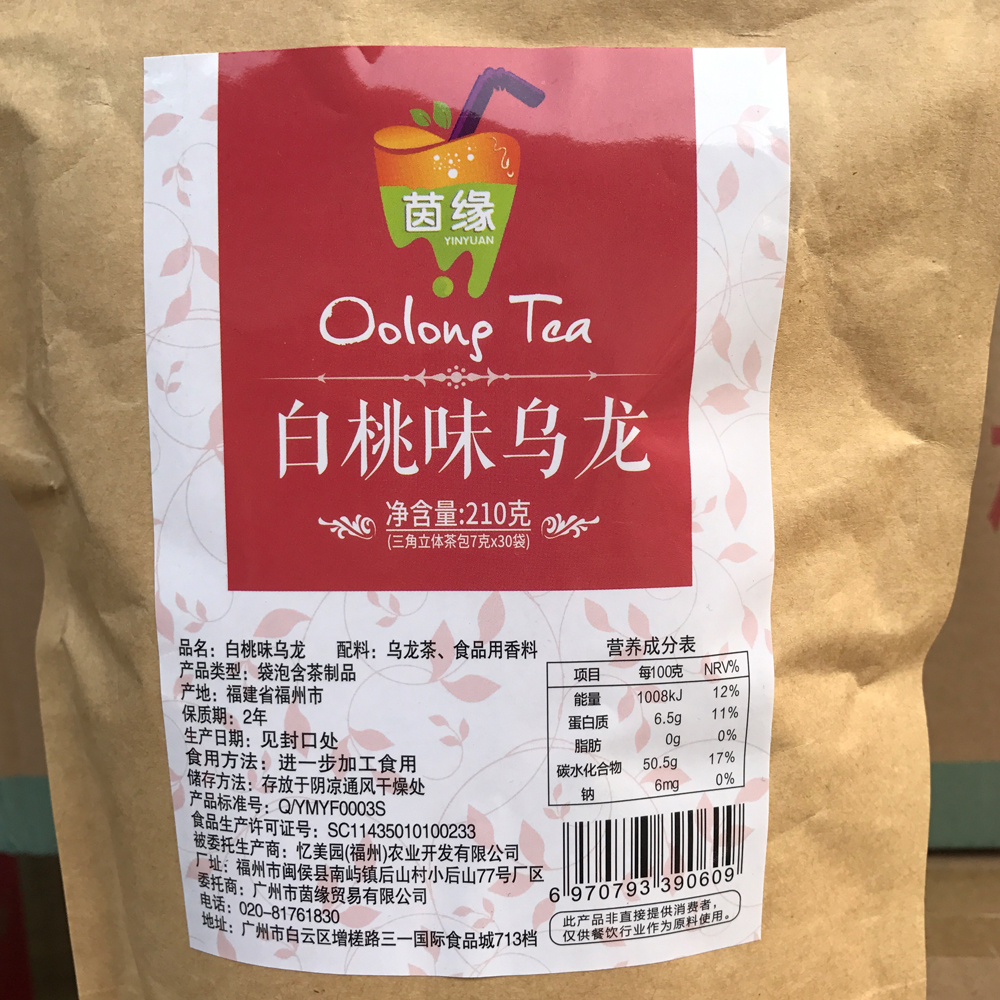 茵缘
YINYUAN
Oolong Tea
白桃味乌龙
净含量:210克
(三角立体茶包7克x30袋)
品名：白桃味乌龙 配料：乌龙茶、食品用香料
产品类型：袋泡含茶制品
产地：福建省福州市
保质期：2年
生产日期：见封口处
食用方法：进一步加工食用
储存方法：存放于阴凉通风干燥处
产品标准号：Q/YMYF0003S
食品生产许可证号：SC11435010100233
被委托生产商：忆美园(福州)农业开发有限公司
厂址：福州市闽侯县南屿镇后山村小后山77号厂区
委托商：广州市茵缘贸易有限公司
电话：020-81761830
地址：广州市白云区增槎路三一国际食品城713档
营养成分表
项目 每100克 NRV%
能量 1008kJ 12%
蛋白质 6.5g 11%
脂肪 0g 0%
碳水化合物 50.5g 17%
钠 6mg 0%
6 970793 390609
此产品非直接提供消费者，
仅供餐饮行业作为原料使用。